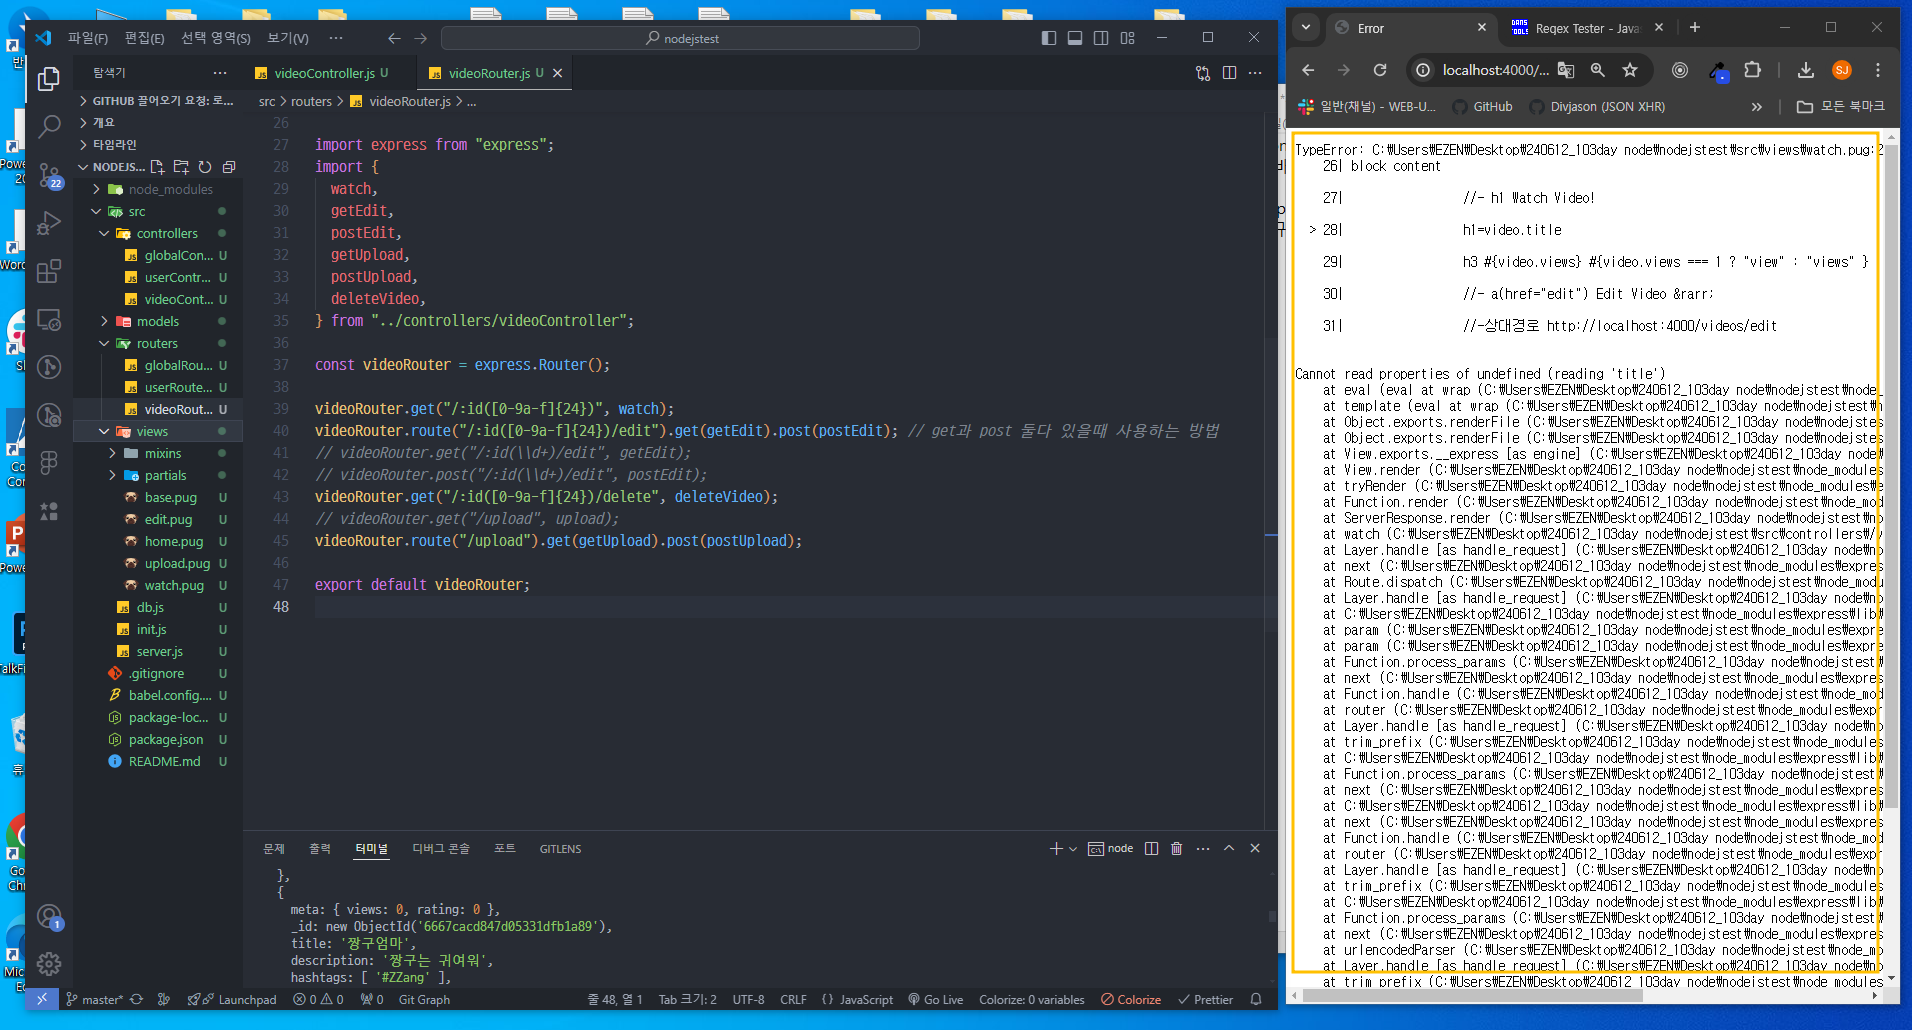 파일(F) 편집(E) 선택 영역(S) 보기(V) ··· nodejstest
탐색기 ···
GITHUB 끌어오기 요청: 로...
개요
타임라인
NODEJS...
node_modules
src
controllers
globalCon... U
userContr... U
videoCont... U
models
routers
globalRou... U
userRoute... U
videoRout... U
views
mixins
partials
base.pug U
edit.pug U
home.pug U
upload.pug U
watch.pug U
db.js U
init.js U
server.js U
.gitignore U
babel.config.... U
package-loc... U
package.json U
README.md U
22
1
videoController.js U videoRouter.js U
src > routers > videoRouter.js > ...
26
27 import express from "express";
28 import {
29 watch,
30 getEdit,
31 postEdit,
32 getUpload,
33 postUpload,
34 deleteVideo,
35 } from "../controllers/videoController";
36
37 const videoRouter = express.Router();
38
39 videoRouter.get("/:id([0-9a-f]{24})", watch);
40 videoRouter.route("/:id([0-9a-f]{24})/edit").get(getEdit).post(postEdit); // get과 post 둘다 있을때 사용하는 방법
41 // videoRouter.get("/:id(\\d+)/edit", getEdit);
42 // videoRouter.post("/:id(\\d+)/edit", postEdit);
43 videoRouter.get("/:id([0-9a-f]{24})/delete", deleteVideo);
44 // videoRouter.get("/upload", upload);
45 videoRouter.route("/upload").get(getUpload).post(postUpload);
46
47 export default videoRouter;
48
문제 출력 터미널 디버그 콘솔 포트 GITLENS node
},
{
meta: { views: 0, rating: 0 },
_id: new ObjectId('6667cacd847d05331dfb1a89'),
title: '짱구엄마',
description: '짱구는 귀여워',
hashtags: [ '#ZZang' ],
master* Launchpad 0 0 0 Git Graph 줄 48, 열 1 Tab 크기: 2 UTF-8 CRLF {} JavaScript Go Live Colorize: 0 variables Colorize Prettier
Error Regex Tester - Java
localhost:4000/... SJ
일반(채널) - WEB-U... GitHub Divjason (JSON XHR) » 모든 북마크
TypeError: C:\Users\EZEN\Desktop\240612_103day node\nodejstest\src\views\watch.pug:2
26| block content
27| //- h1 Watch Video!
> 28| h1=video.title
29| h3 #{video.views} #{video.views === 1 ? "view" : "views" }
30| //- a(href="edit") Edit Video &rarr;
31| //-상대경로 http://localhost:4000/videos/edit
Cannot read properties of undefined (reading 'title')
at eval (eval at wrap (C:\Users\EZEN\Desktop\240612_103day node\nodejstest\node_
at template (eval at wrap (C:\Users\EZEN\Desktop\240612_103day node\nodejstest\n
at Object.exports.renderFile (C:\Users\EZEN\Desktop\240612_103day node\nodejstes
at Object.exports.renderFile (C:\Users\EZEN\Desktop\240612_103day node\nodejstes
at View.exports.__express [as engine] (C:\Users\EZEN\Desktop\240612_103day node\
at View.render (C:\Users\EZEN\Desktop\240612_103day node\nodejstest\node_modules
at tryRender (C:\Users\EZEN\Desktop\240612_103day node\nodejstest\node_modules\e
at Function.render (C:\Users\EZEN\Desktop\240612_103day node\nodejstest\node_mod
at ServerResponse.render (C:\Users\EZEN\Desktop\240612_103day node\nodejstest\no
at watch (C:\Users\EZEN\Desktop\240612_103day node\nodejstest\src\controllers\/v
at Layer.handle [as handle_request] (C:\Users\EZEN\Desktop\240612_103day node\no
at next (C:\Users\EZEN\Desktop\240612_103day node\nodejstest\node_modules\expres
at Route.dispatch (C:\Users\EZEN\Desktop\240612_103day node\nodejstest\node_modu
at Layer.handle [as handle_request] (C:\Users\EZEN\Desktop\240612_103day node\no
at C:\Users\EZEN\Desktop\240612_103day node\nodejstest\node_modules\express\lib\
at param (C:\Users\EZEN\Desktop\240612_103day node\nodejstest\node_modules\expre
at param (C:\Users\EZEN\Desktop\240612_103day node\nodejstest\node_modules\expre
at Function.process_params (C:\Users\EZEN\Desktop\240612_103day node\nodejstest\
at next (C:\Users\EZEN\Desktop\240612_103day node\nodejstest\node_modules\expres
at Function.handle (C:\Users\EZEN\Desktop\240612_103day node\nodejstest\node_mod
at router (C:\Users\EZEN\Desktop\240612_103day node\nodejstest\node_modules\expr
at Layer.handle [as handle_request] (C:\Users\EZEN\Desktop\240612_103day node\no
at trim_prefix (C:\Users\EZEN\Desktop\240612_103day node\nodejstest\node_modules
at C:\Users\EZEN\Desktop\240612_103day node\nodejstest\node_modules\express\lib\
at Function.process_params (C:\Users\EZEN\Desktop\240612_103day node\nodejstest\
at next (C:\Users\EZEN\Desktop\240612_103day node\nodejstest\node_modules\expres
at C:\Users\EZEN\Desktop\240612_103day node\nodejstest\node_modules\express\lib\
at next (C:\Users\EZEN\Desktop\240612_103day node\nodejstest\node_modules\expres
at Function.handle (C:\Users\EZEN\Desktop\240612_103day node\nodejstest\node_mod
at router (C:\Users\EZEN\Desktop\240612_103day node\nodejstest\node_modules\expr
at Layer.handle [as handle_request] (C:\Users\EZEN\Desktop\240612_103day node\no
at trim_prefix (C:\Users\EZEN\Desktop\240612_103day node\nodejstest\node_modules
at C:\Users\EZEN\Desktop\240612_103day node\nodejstest\node_modules\express\lib\
at Function.process_params (C:\Users\EZEN\Desktop\240612_103day node\nodejstest\
at next (C:\Users\EZEN\Desktop\240612_103day node\nodejstest\node_modules\expres
at urlencodedParser (C:\Users\EZEN\Desktop\240612_103day node\nodejstest\node_mo
at Layer.handle [as handle_request] (C:\Users\EZEN\Desktop\240612_103day node\no
at trim_prefix (C:\Users\EZEN\Desktop\240612_103day node\nodejstest\node_modules